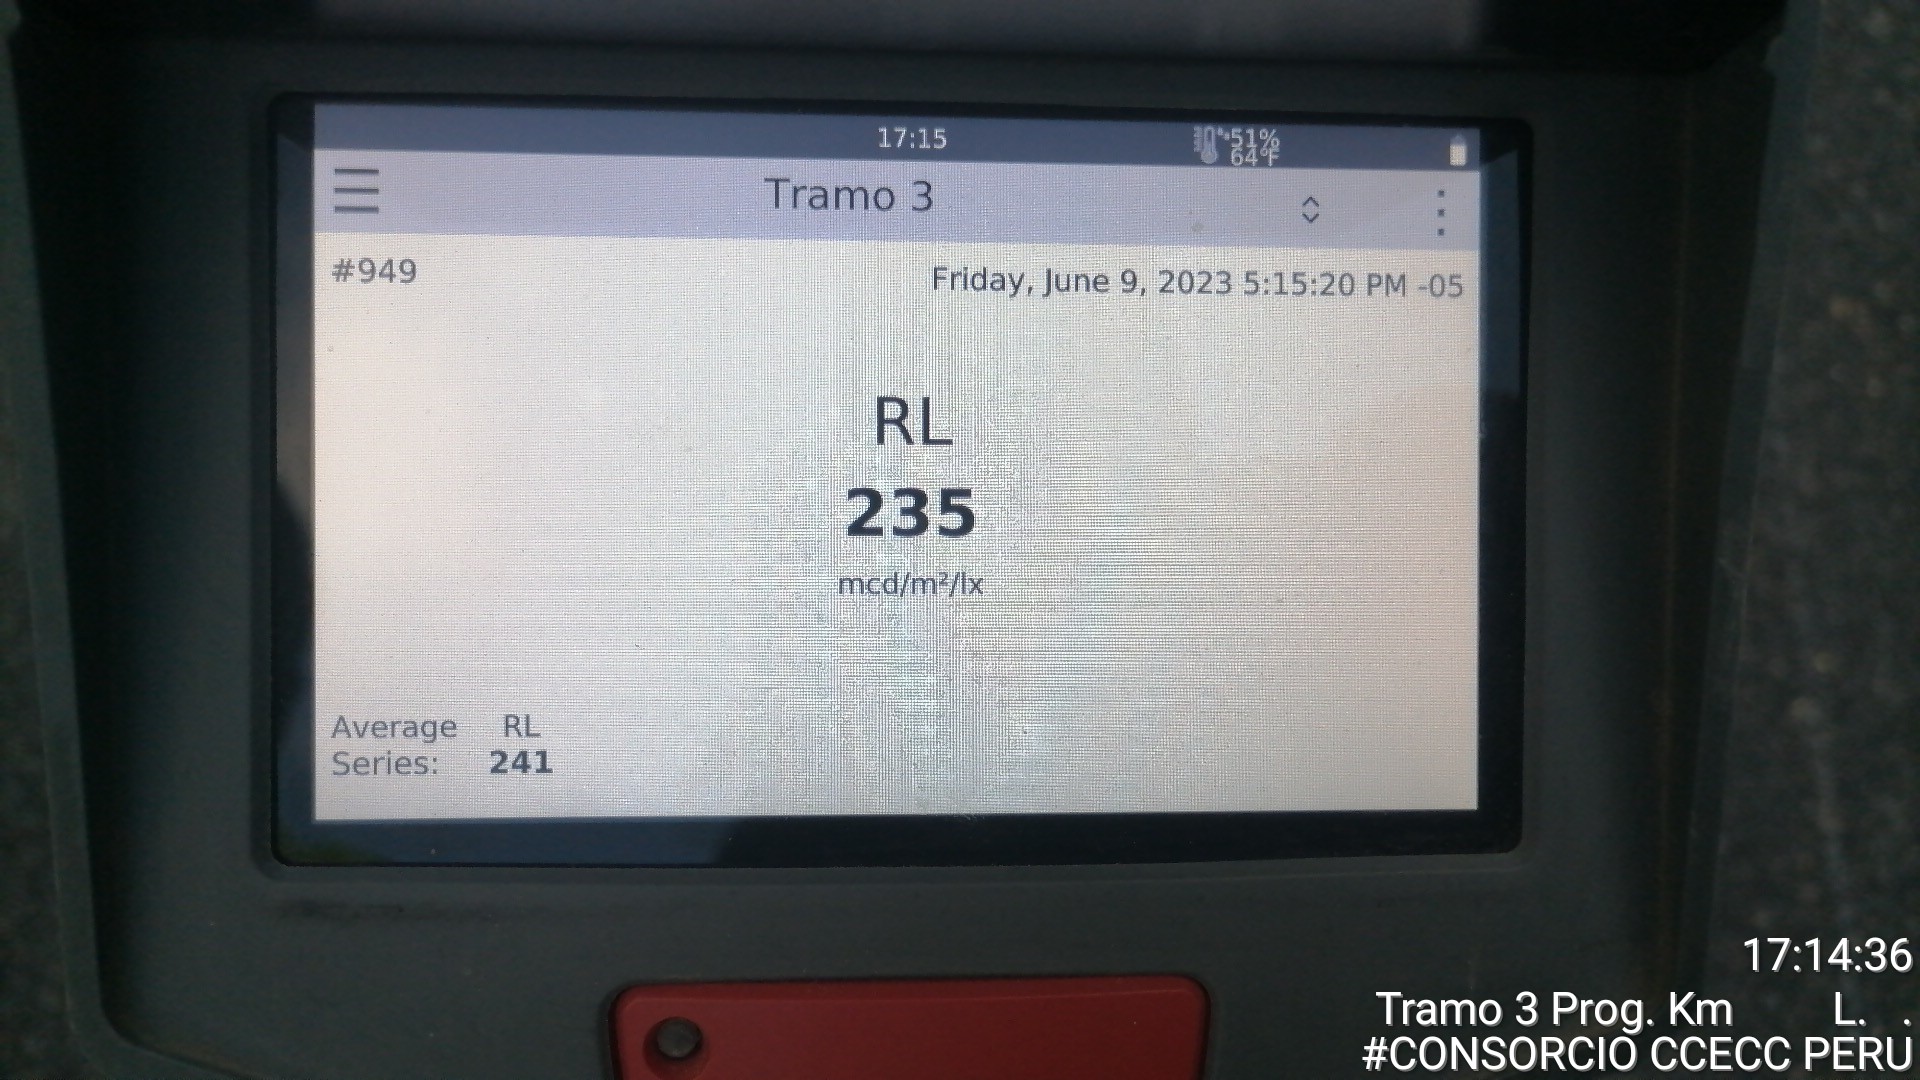 17:15
51%
64°F
Tramo 3
#949
Friday, June 9, 2023 5:15:20 PM -05
RL
235
mcd/m²/lx
Average RL
Series: 241
17:14:36
Tramo 3 Prog. Km L. .
#CONSORCIO CCECC PERU